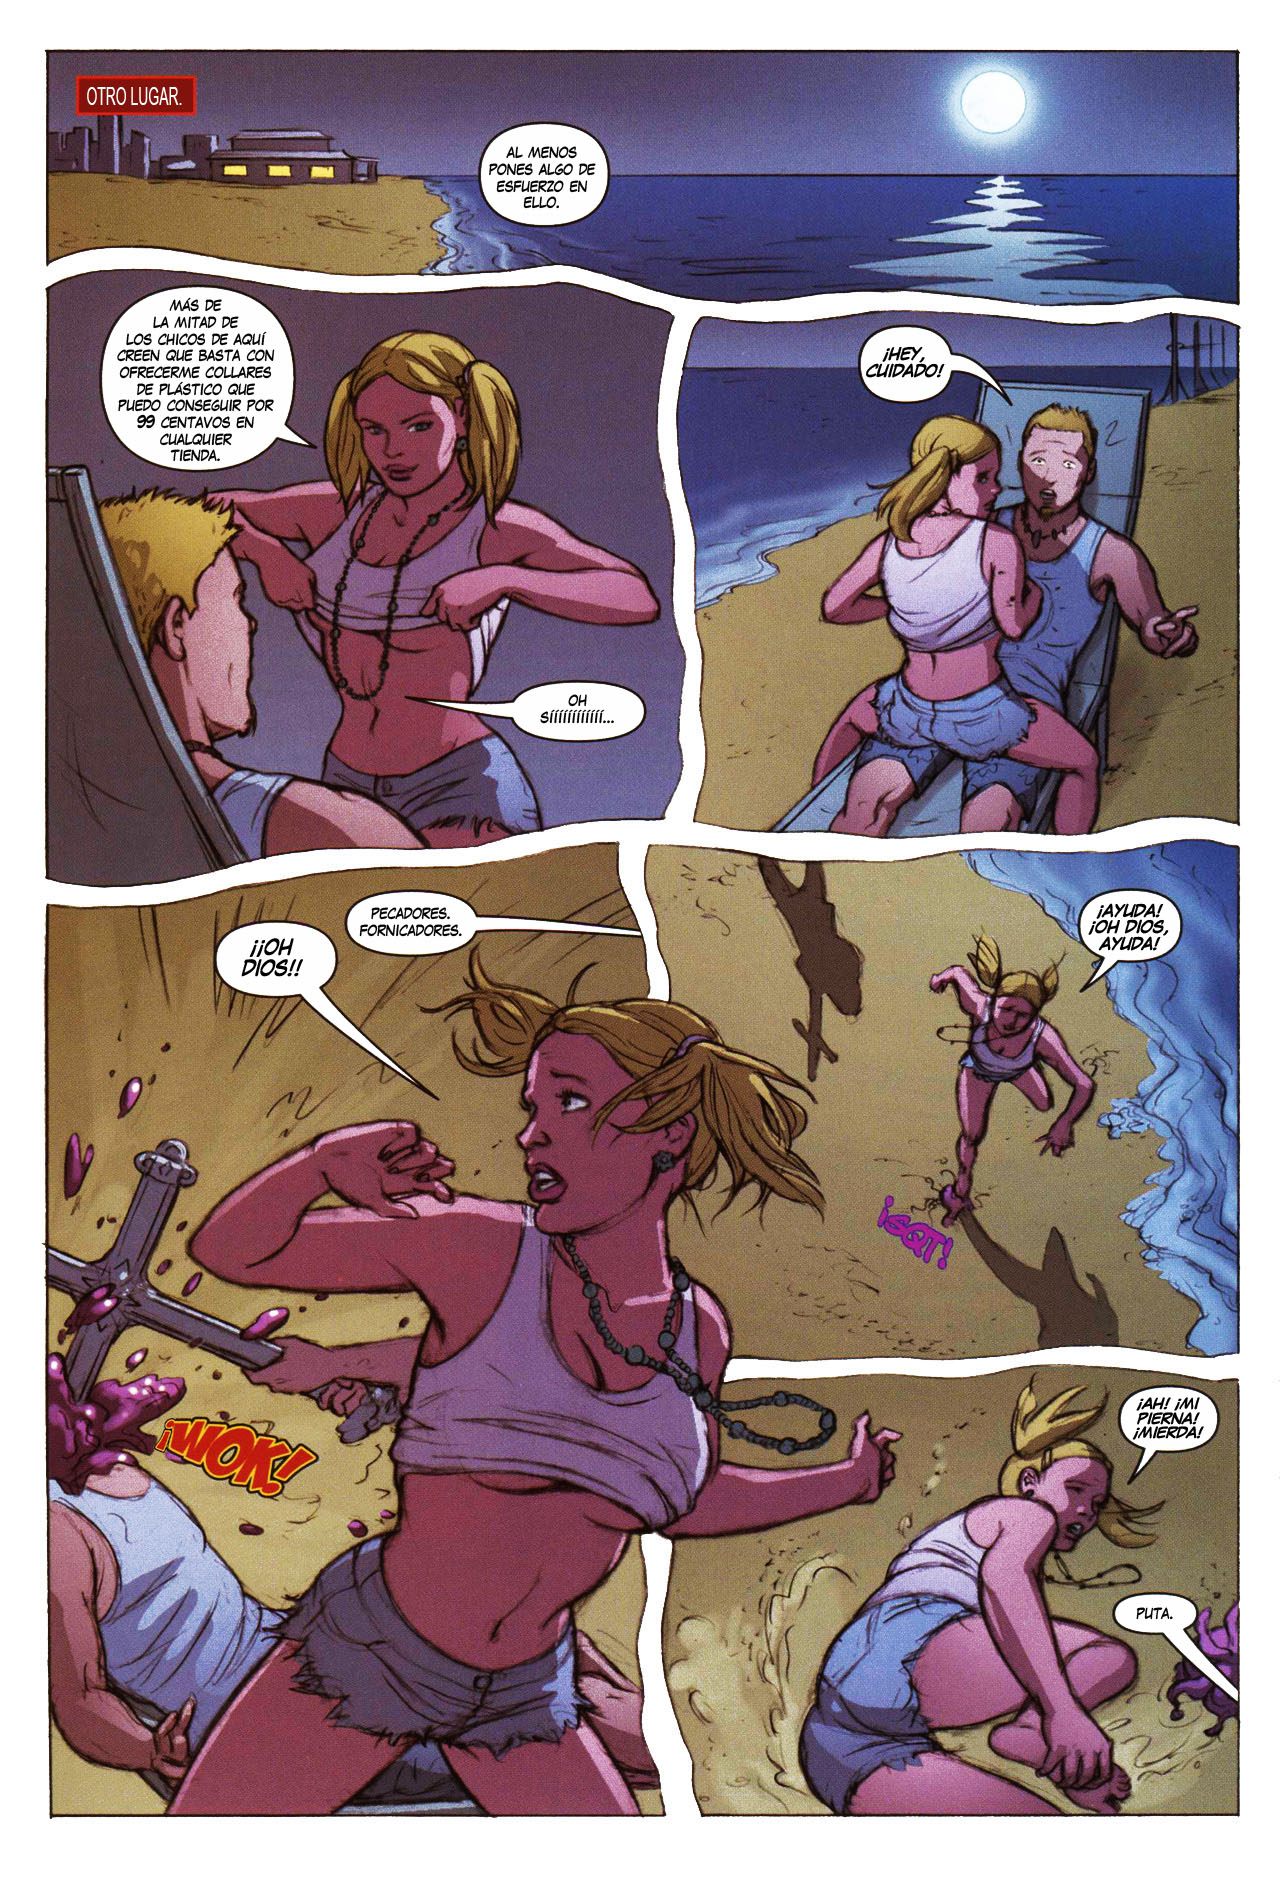 OTRO LUGAR.
AL MENOS
PONES ALGO DE
ESFUERZO EN
ELLO.
MÁS DE
LA MITAD DE
LOS CHICOS DE AQUÍ
CREEN QUE BASTA CON
OFRECERME COLLARES
DE PLÁSTICO QUE
PUEDO CONSEGUIR POR
99 CENTAVOS EN
CUALQUIER
TIENDA.
OH
SÍÍÍÍÍÍÍÍÍÍÍ...
¡HEY,
CUIDADO!
PECADORES.
FORNICADORES.
¡¡OH
DIOS!!
¡WOK!
¡AYUDA!
¡OH DIOS,
AYUDA!
¡SQT!
¡AH! ¡MI
PIERNA!
¡MIERDA!
PUTA.